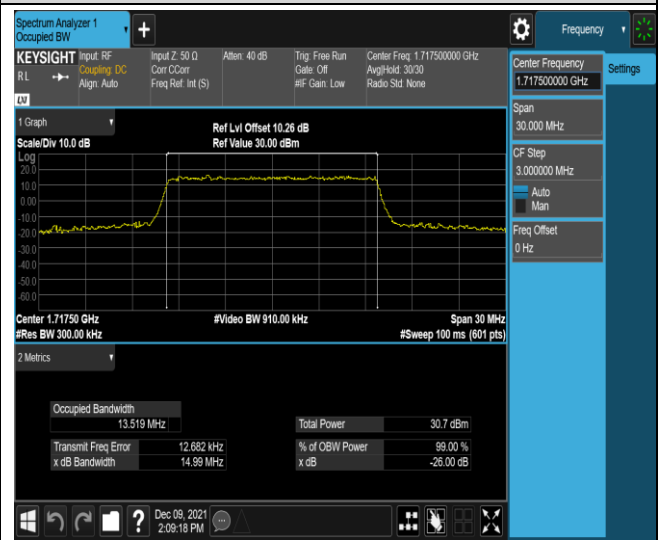 Spectrum Analyzer 1
Occupied BW
+
Frequency
KEYSIGHT
R L
LXI
Input: RF
Coupling: DC
Align: Auto
Input Z: 50 Ω
Corr CCorr
Freq Ref: Int (S)
Atten: 40 dB
Trig: Free Run
Gate: Off
#IF Gain: Low
Center Freq: 1.717500000 GHz
Avg|Hold: 30/30
Radio Std: None
Center Frequency
1.717500000 GHz
Settings
Span
30.000 MHz
CF Step
3.000000 MHz
Auto
Man
Freq Offset
0 Hz
1 Graph
Scale/Div 10.0 dB
Ref Lvl Offset 10.26 dB
Ref Value 30.00 dBm
Log
20.0
10.0
0.00
-10.0
-20.0
-30.0
-40.0
-50.0
-60.0
Center 1.71750 GHz
#Video BW 910.00 kHz
Span 30 MHz
#Res BW 300.00 kHz
#Sweep 100 ms (601 pts)
2 Metrics
Occupied Bandwidth
13.519 MHz
Total Power 30.7 dBm
Transmit Freq Error 12.682 kHz
% of OBW Power 99.00 %
x dB Bandwidth 14.99 MHz
x dB -26.00 dB
?
Dec 09, 2021
2:09:18 PM